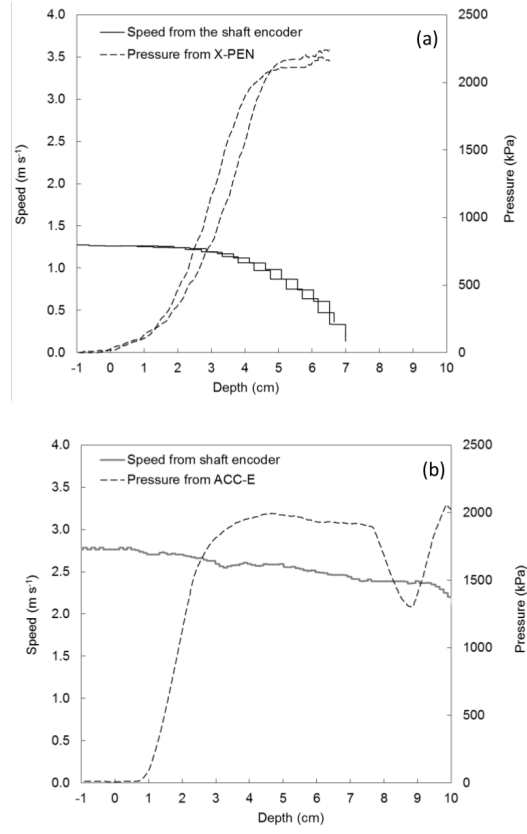 (a)
Speed from the shaft encoder
Pressure from X-PEN
4.0
3.5
3.0
2.5
2.0
1.5
1.0
0.5
0.0
Speed (m s⁻¹)
2500
2000
1500
1000
500
0
Pressure (kPa)
-1 0 1 2 3 4 5 6 7 8 9 10
Depth (cm)
(b)
Speed from shaft encoder
Pressure from ACC-E
4.0
3.5
3.0
2.5
2.0
1.5
1.0
0.5
0.0
Speed (m s⁻¹)
2500
2000
1500
1000
500
0
Pressure (kPa)
-1 0 1 2 3 4 5 6 7 8 9 10
Depth (cm)